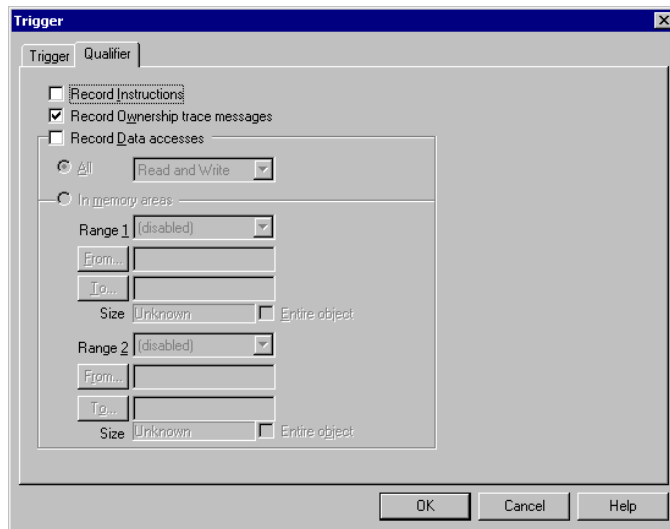 Trigger
Trigger Qualifier
Record Instructions
Record Ownership trace messages
Record Data accesses
All Read and Write
In memory areas
Range 1 (disabled)
From...
To...
Size Unknown Entire object
Range 2 (disabled)
From...
To...
Size Unknown Entire object
OK Cancel Help